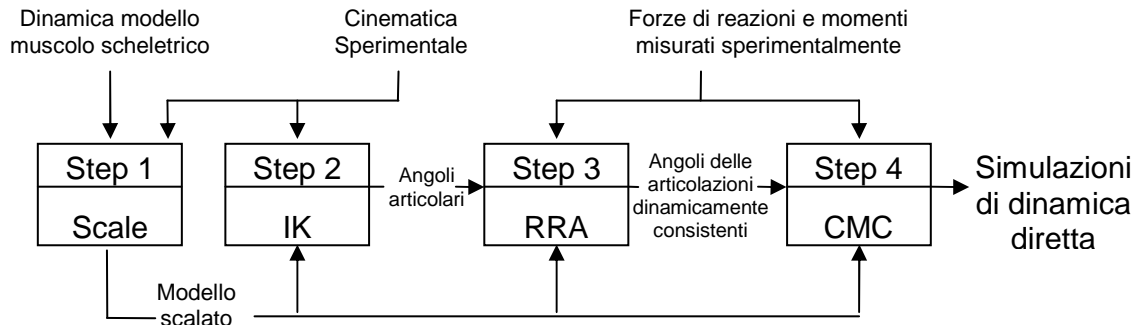 Dinamica modello
muscolo scheletrico
Cinematica
Sperimentale
Forze di reazioni e momenti
misurati sperimentalmente
Step 1
Scale
Step 2
IK
Angoli
articolari
Step 3
RRA
Angoli delle
articolazioni
dinamicamente
consistenti
Step 4
CMC
Simulazioni
di dinamica
diretta
Modello
scalato